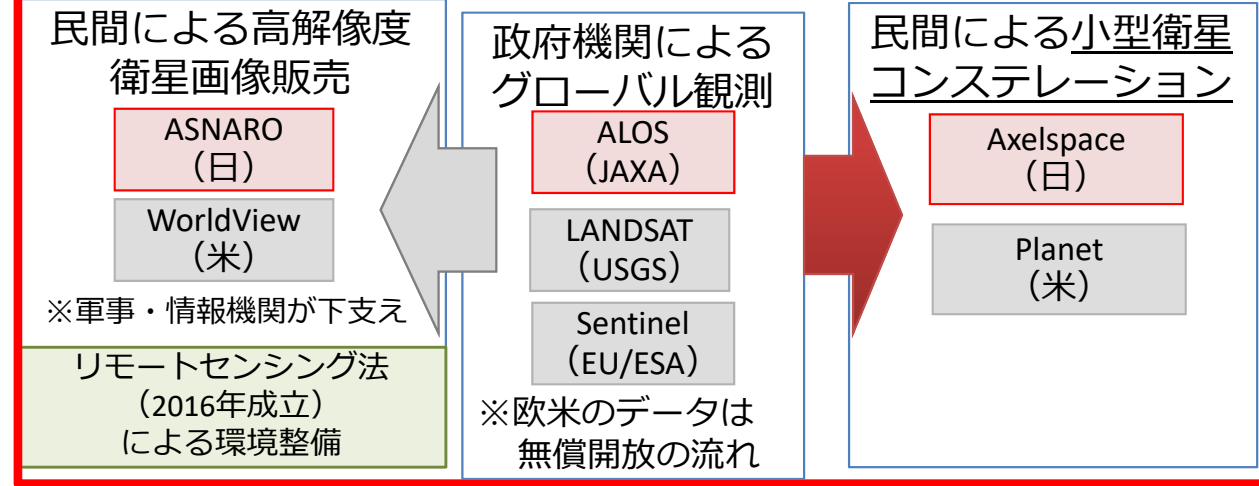 民間による高解像度
衛星画像販売
ASNARO
（日）
WorldView
（米）
※軍事・情報機関が下支え
リモートセンシング法
（2016年成立）
による環境整備
政府機関による
グローバル観測
ALOS
（JAXA）
LANDSAT
（USGS）
Sentinel
（EU/ESA）
※欧米のデータは
無償開放の流れ
民間による小型衛星
コンステレーション
Axelspace
（日）
Planet
（米）